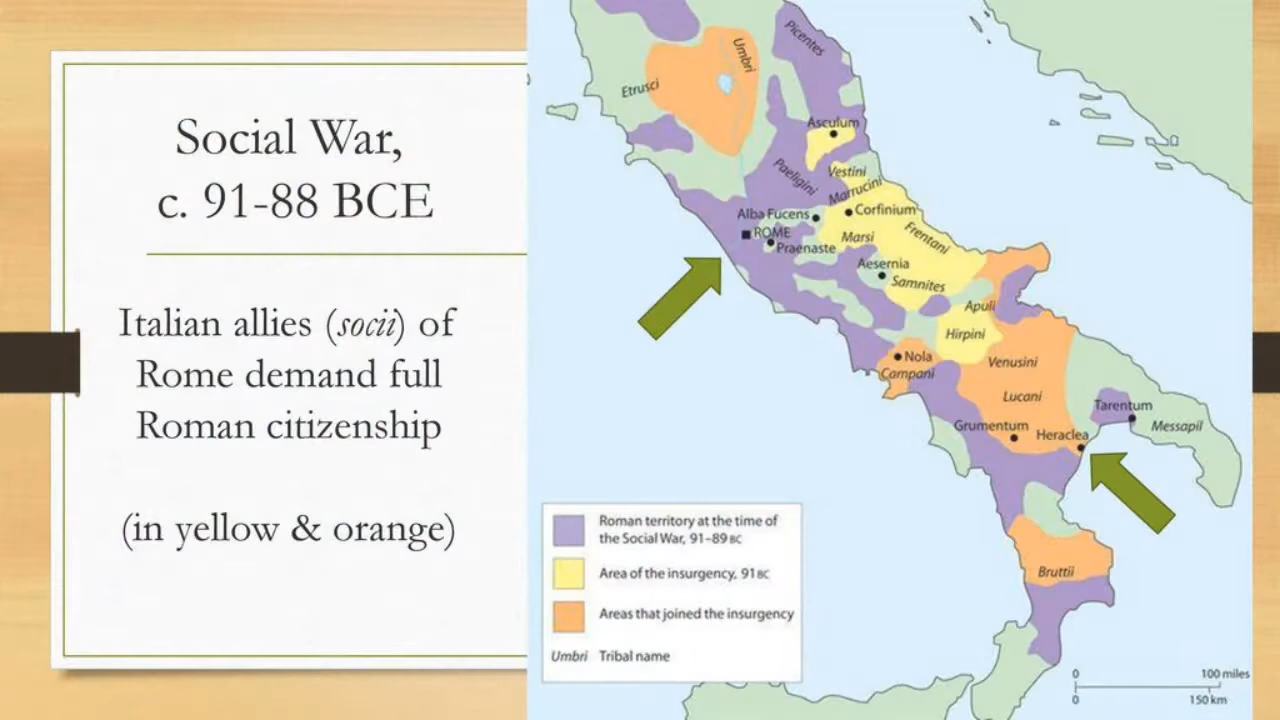 Social War,
c. 91-88 BCE
Italian allies (socii) of
Rome demand full
Roman citizenship
(in yellow & orange)
Picentes
Umbri
Etrusci
Asculum
Paeligini
Vestini
Marrucini
Alba Fucens
Corfinium
ROME
Praenaste
Marsi
Frentani
Aesernia
Samnites
Apuli
Hirpini
Nola
Campani
Venusini
Lucani
Tarentum
Messapil
Grumentum
Heraclea
Bruttii
Roman territory at the time of
the Social War, 91–89 BC
Area of the insurgency, 91 BC
Areas that joined the insurgency
Umbri Tribal name
0 100 miles
0 150 km